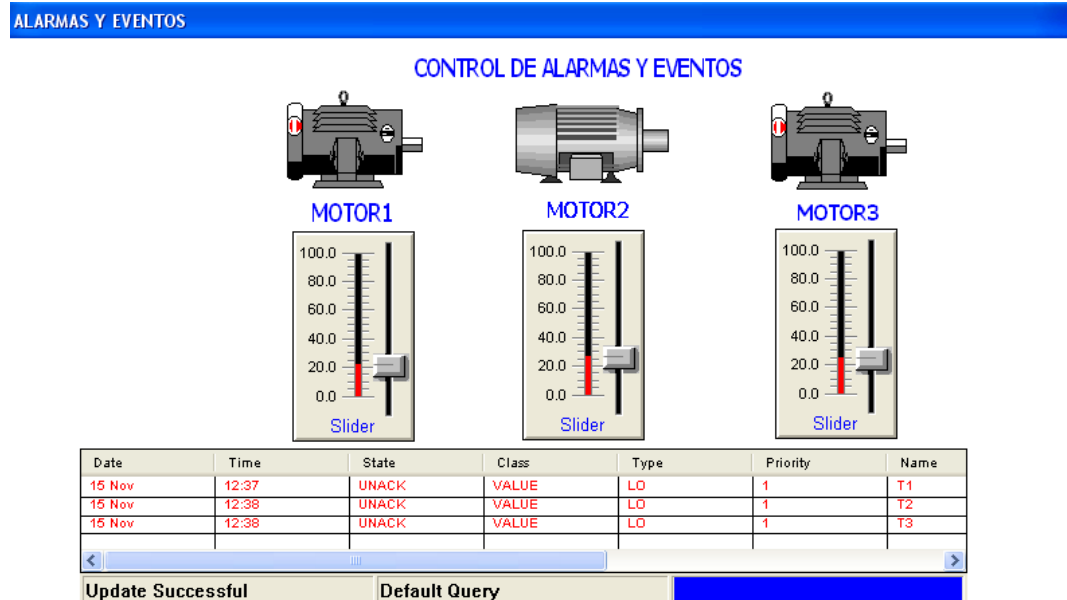 ALARMAS Y EVENTOS
CONTROL DE ALARMAS Y EVENTOS
MOTOR1 MOTOR2 MOTOR3
100.0 100.0 100.0
80.0 80.0 80.0
60.0 60.0 60.0
40.0 40.0 40.0
20.0 20.0 20.0
0.0 0.0 0.0
Slider Slider Slider
Date Time State Class Type Priority Name
15 Nov 12:37 UNACK VALUE LO 1 T1
15 Nov 12:38 UNACK VALUE LO 1 T2
15 Nov 12:38 UNACK VALUE LO 1 T3
Update Successful Default Query